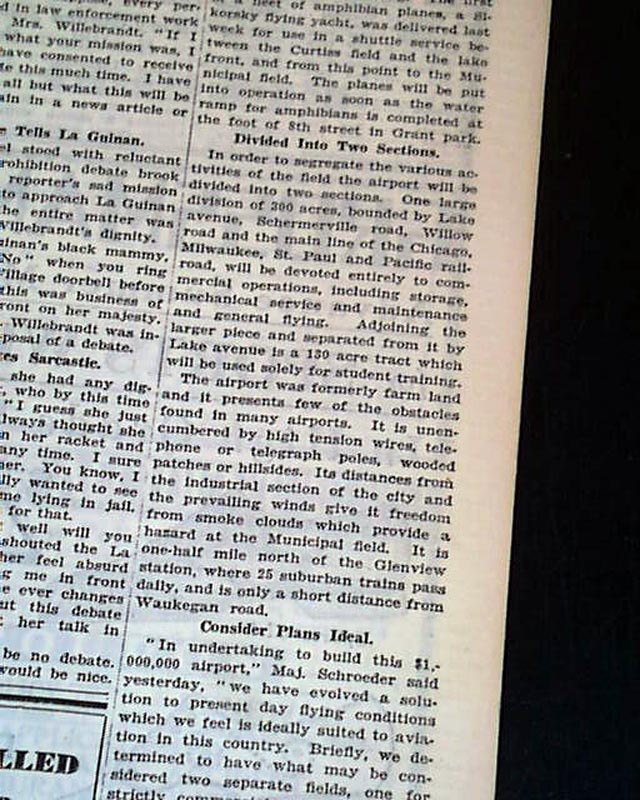 every per-
d in law enforcement work
Mrs. Willebrandt. "If I
what your mission was, I
have consented to receive
this much time. I have
all but what this will be
ain in a news article or
Tells La Guinan.
el stood with reluctant
rohibition debate brook
reporter's sad mission
to approach La Guinan
the entire matter was
Willebrandt's dignity.
uinan's black mammy,
No" when you ring
Village doorbell before
this was business of
ront on her majesty.
Willebrandt was in-
posal of a debate.
es Sarcastic.
she had any dig-
, who by this time
"I guess she just
lways thought she
n her racket and
any time. I sure
her. You know, I
lly wanted to see
me lying in jail.
for that.
well will you
shouted the La
her feel absurd
g me in front
e ever changes
ut this debate
her talk in
be no debate.
would be nice.
LLED
first
a fleet of amphibian planes, a Si-
korsky flying yacht, was delivered last
week for use in a shuttle service be-
tween the Curtiss field and the lake
front, and from this point to the Mu-
nicipal field. The planes will be put
into operation as soon as the water
ramp for amphibians is completed at
the foot of 8th street in Grant park.
Divided Into Two Sections.
In order to segregate the various ac-
tivities of the field the airport will be
divided into two sections. One large
division of 300 acres, bounded by Lake
avenue, Schermerville road, Willow
road and the main line of the Chicago,
Milwaukee, St. Paul and Pacific rail-
road, will be devoted entirely to com-
mercial operations, including storage,
mechanical service and maintenance
and general flying. Adjoining the
larger piece and separated from it by
Lake avenue is a 130 acre tract which
will be used solely for student training.
The airport was formerly farm land
and it presents few of the obstacles
found in many airports. It is unen-
cumbered by high tension wires, tele-
phone or telegraph poles, wooded
patches or hillsides. Its distances from
the industrial section of the city and
the prevailing winds give it freedom
from smoke clouds which provide a
hazard at the Municipal field. It is
one-half mile north of the Glenview
station, where 25 suburban trains pass
daily, and is only a short distance from
Waukegan road.
Consider Plans Ideal.
"In undertaking to build this $1,-
000,000 airport," Maj. Schroeder said
yesterday, "we have evolved a solu-
tion to present day flying conditions
which we feel is ideally suited to avia-
tion in this country. Briefly, we de-
termined to have what may be con-
sidered two separate fields, one for
strictly